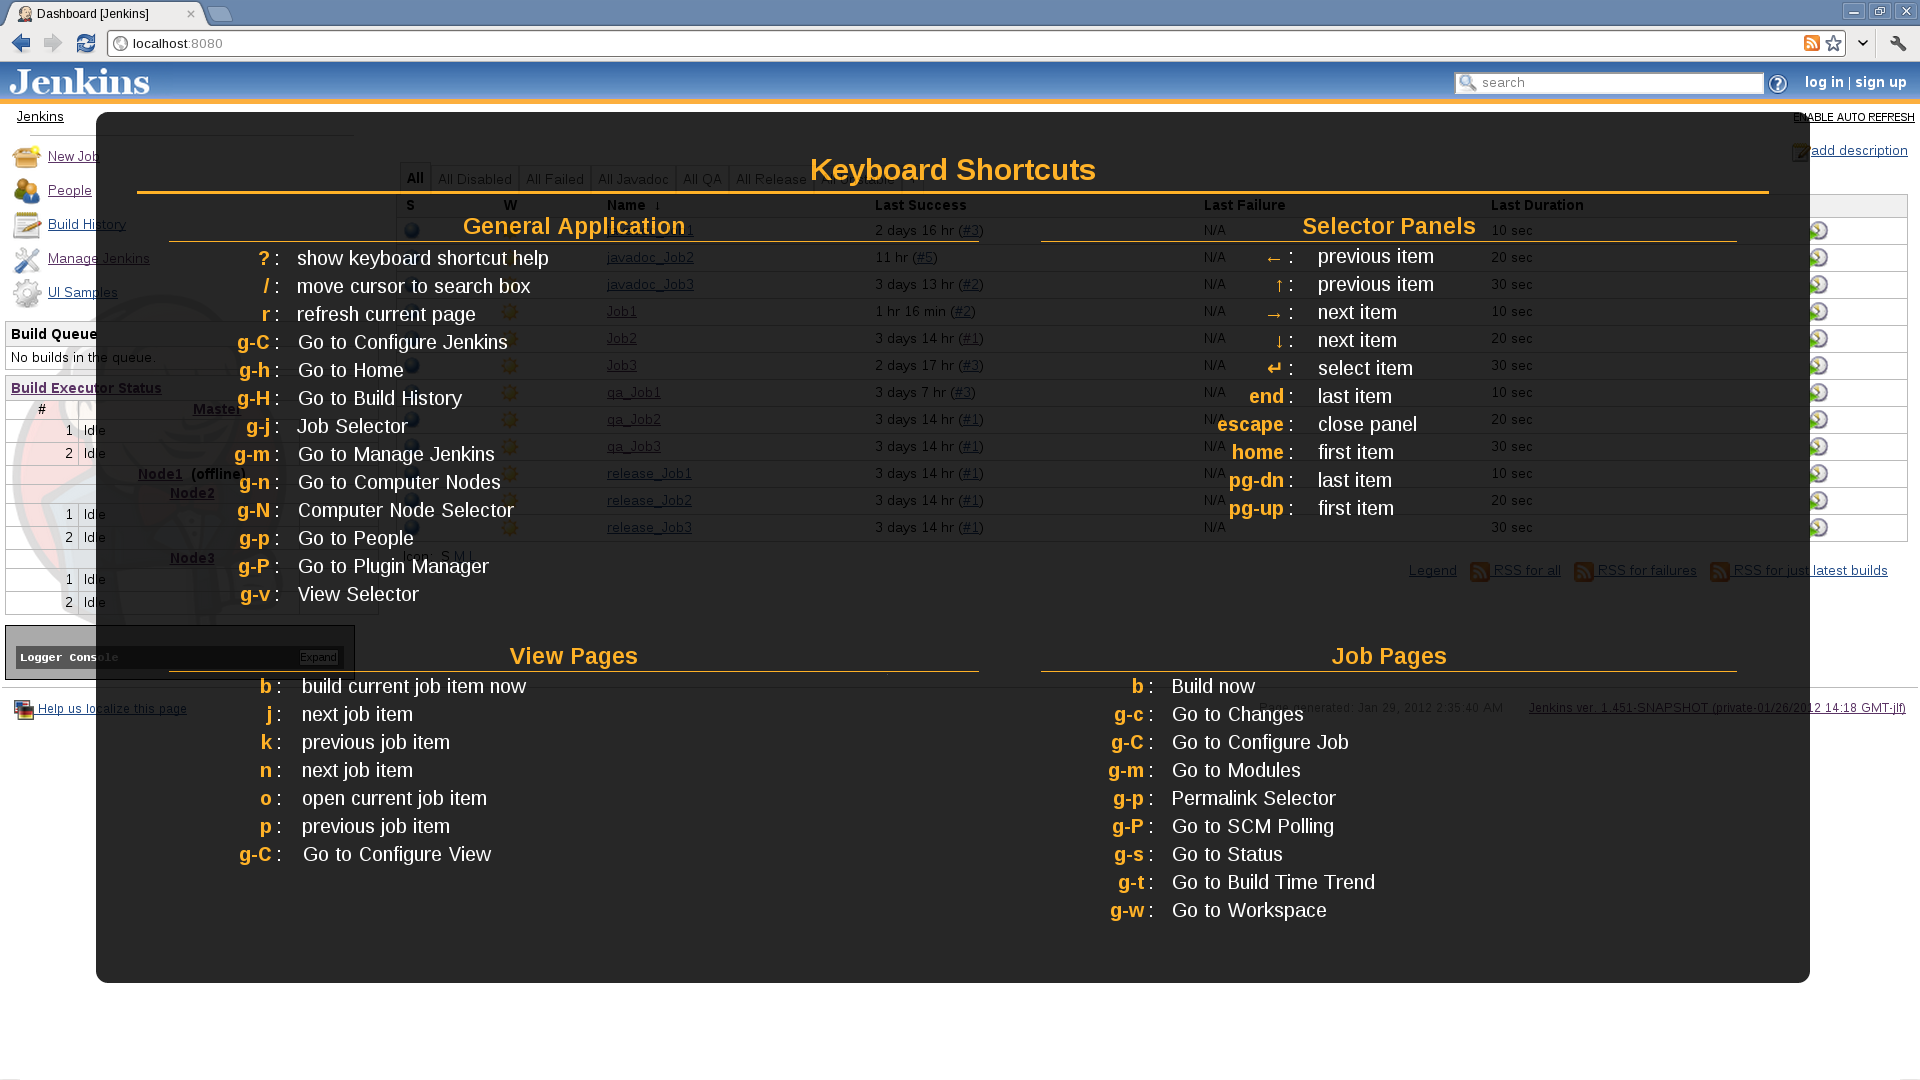 Dashboard [Jenkins]
localhost:8080
Jenkins
search
log in | sign up
Jenkins
ENABLE AUTO REFRESH
New Job
People
Build History
Manage Jenkins
UI Samples
add description
Build Queue
No builds in the queue.
Build Executor Status
# Master
1 Idle
2 Idle
Node1 (offline)
Node2
1 Idle
2 Idle
Node3
1 Idle
2 Idle
Logger Console Expand
Help us localize this page
All All Disabled All Failed All Javadoc All QA All Release
S W Name ↓ Last Success Last Failure Last Duration
2 days 16 hr (#3) N/A 10 sec
javadoc_Job2 11 hr (#5) N/A 20 sec
javadoc_Job3 3 days 13 hr (#2) N/A 30 sec
Job1 1 hr 16 min (#2) N/A 10 sec
Job2 3 days 14 hr (#1) N/A 20 sec
Job3 2 days 17 hr (#3) N/A 30 sec
qa_Job1 3 days 7 hr (#3) N/A 10 sec
qa_Job2 3 days 14 hr (#1) N/A 20 sec
qa_Job3 3 days 14 hr (#1) N/A 30 sec
release_Job1 3 days 14 hr (#1) N/A 10 sec
release_Job2 3 days 14 hr (#1) N/A 20 sec
release_Job3 3 days 14 hr (#1) N/A 30 sec
Icon: S M L
Legend RSS for all RSS for failures RSS for just latest builds
Page generated: Jan 29, 2012 2:35:40 AM Jenkins ver. 1.451-SNAPSHOT (private-01/26/2012 14:18 GMT-jlf)
Keyboard Shortcuts
General Application
? : show keyboard shortcut help
/ : move cursor to search box
r : refresh current page
g-C : Go to Configure Jenkins
g-h : Go to Home
g-H : Go to Build History
g-j : Job Selector
g-m : Go to Manage Jenkins
g-n : Go to Computer Nodes
g-N : Computer Node Selector
g-p : Go to People
g-P : Go to Plugin Manager
g-v : View Selector
Selector Panels
← : previous item
↑ : previous item
→ : next item
↓ : next item
↵ : select item
end : last item
escape : close panel
home : first item
pg-dn : last item
pg-up : first item
View Pages
b : build current job item now
j : next job item
k : previous job item
n : next job item
o : open current job item
p : previous job item
g-C : Go to Configure View
Job Pages
b : Build now
g-c : Go to Changes
g-C : Go to Configure Job
g-m : Go to Modules
g-p : Permalink Selector
g-P : Go to SCM Polling
g-s : Go to Status
g-t : Go to Build Time Trend
g-w : Go to Workspace